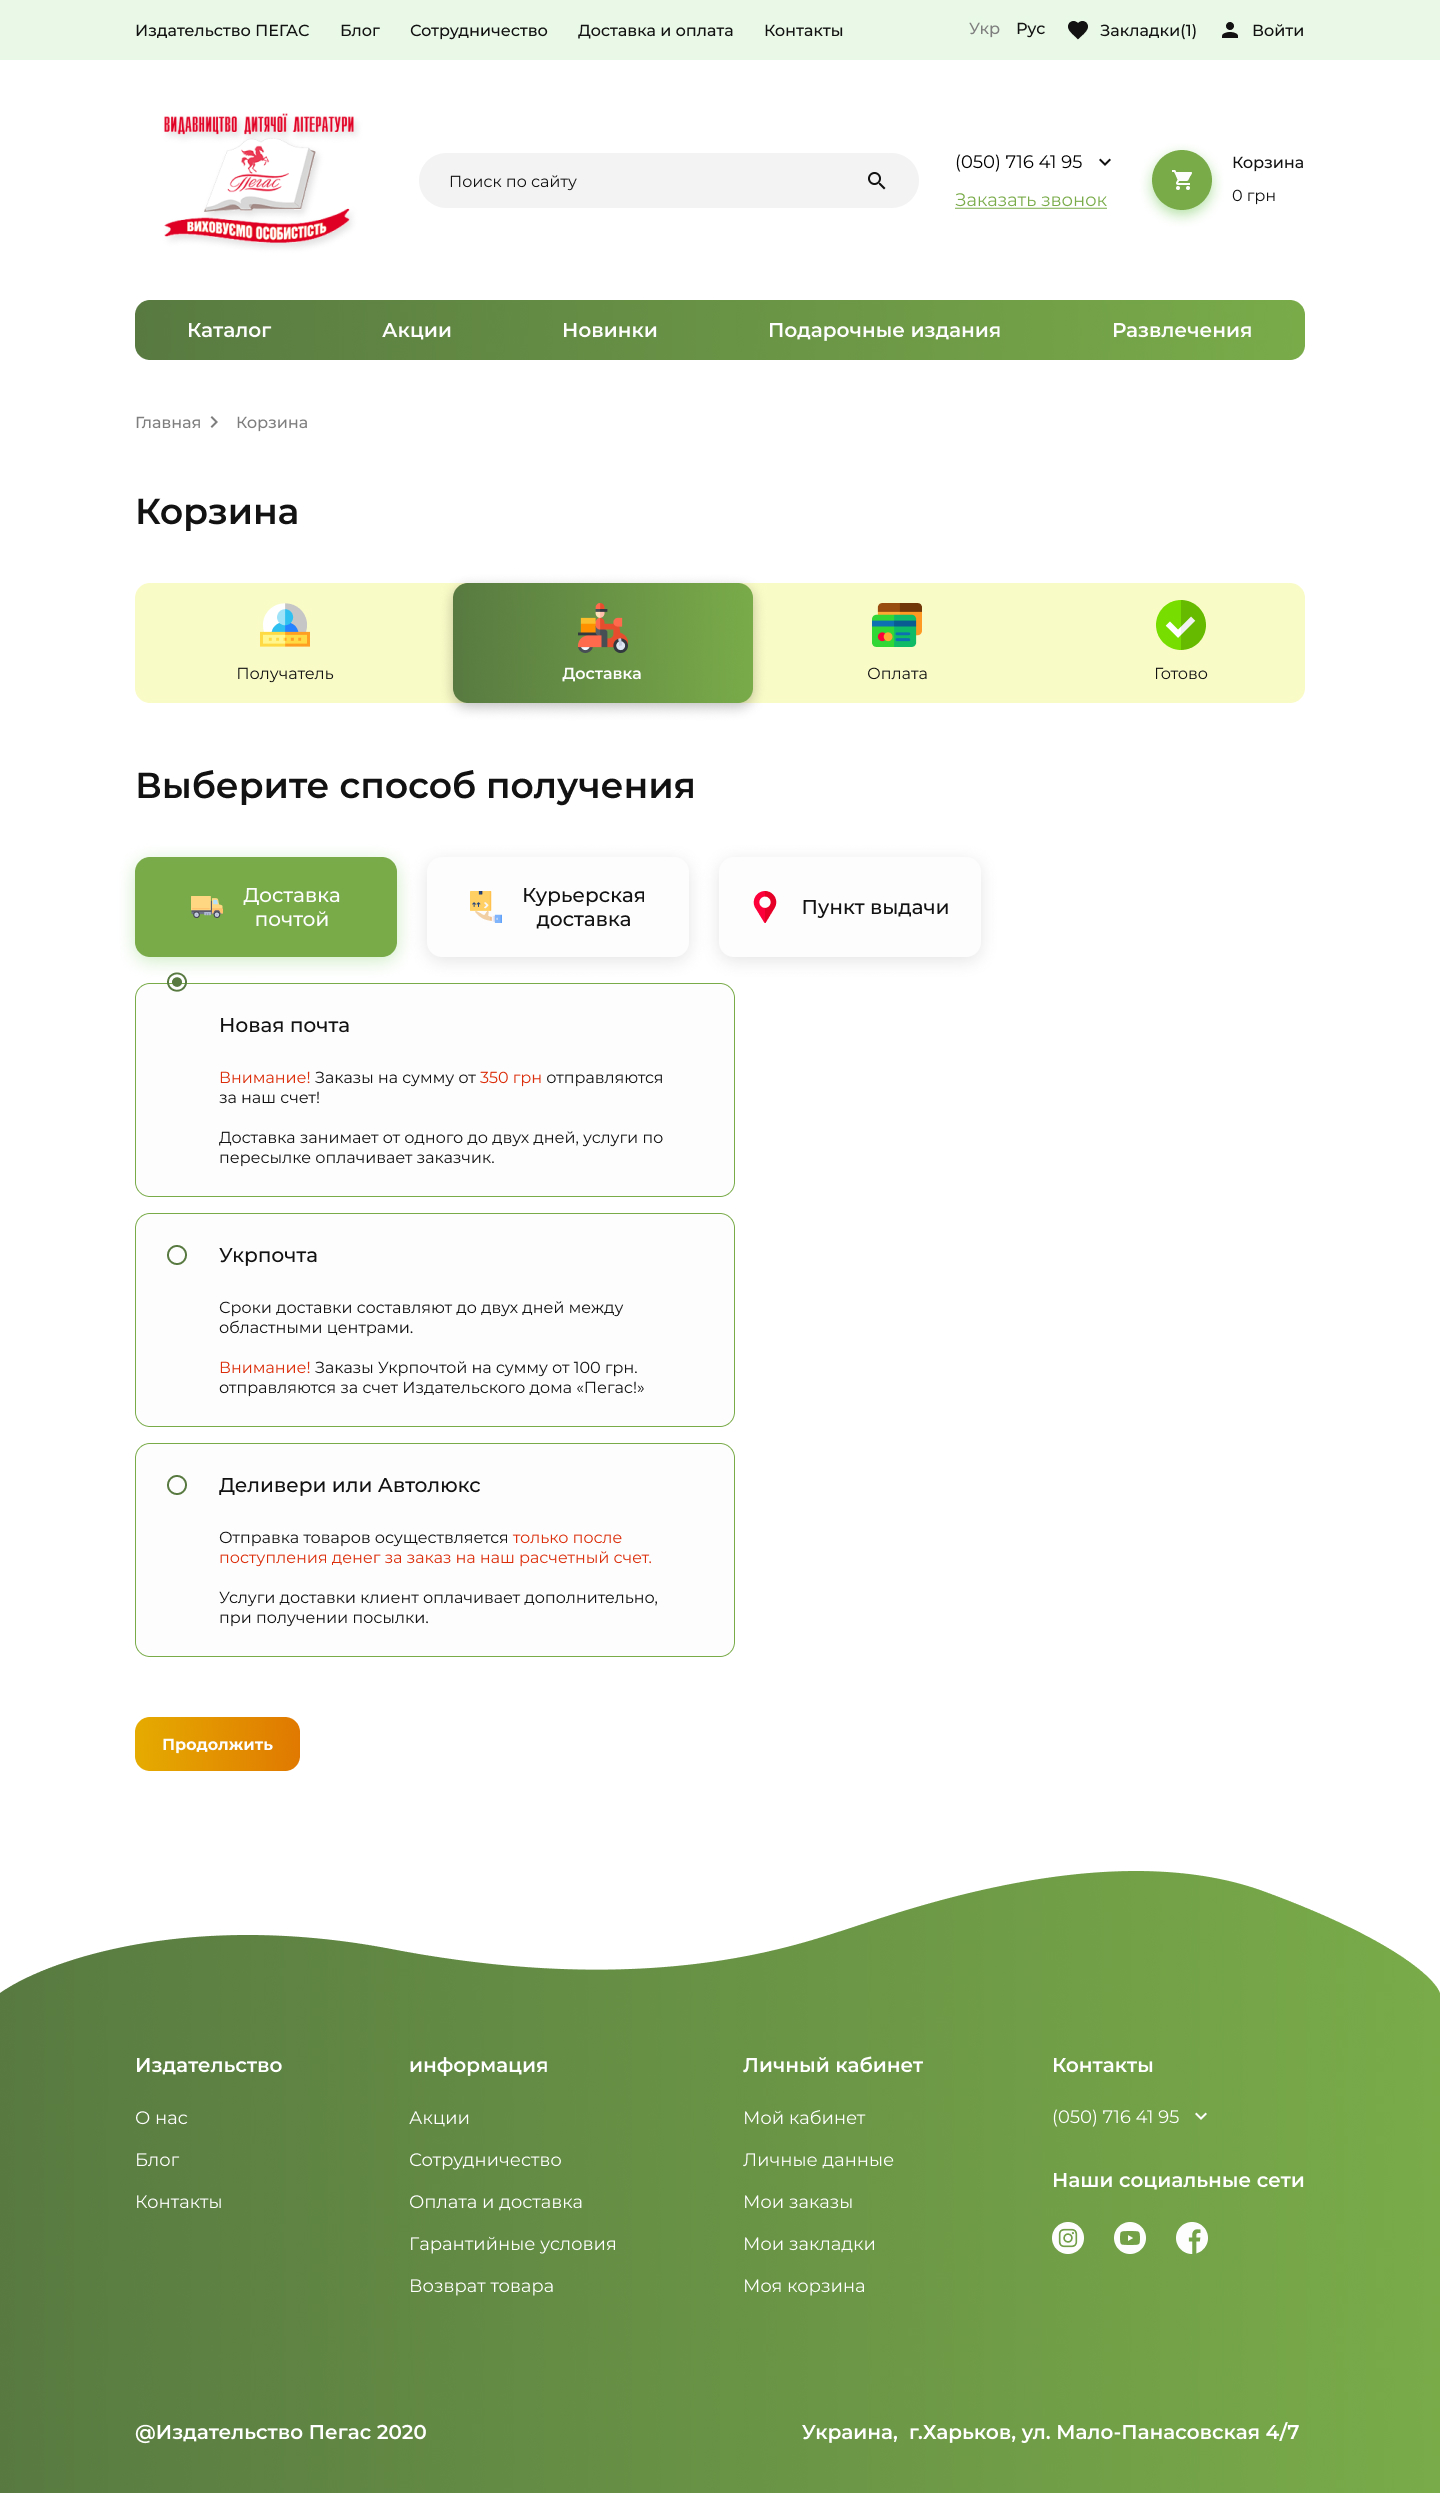 Издательство ПЕГАС
Блог
Сотрудничество
Доставка и оплата
Контакты
Укр
Рус
Закладки(1)
Войти
ВИДАВНИЦТВО ДИТЯЧОЇ ЛІТЕРАТУРИ
Пегас
ВИХОВУЄМО ОСОБИСТІСТЬ
Поиск по сайту
(050) 716 41 95
Заказать звонок
Корзина
0 грн
Каталог
Акции
Новинки
Подарочные издания
Развлечения
Главная
Корзина
Корзина
Получатель
Доставка
Оплата
Готово
Выберите способ получения
Доставка
почтой
Курьерская
доставка
Пункт выдачи
Новая почта
Внимание! Заказы на сумму от 350 грн отправляются
за наш счет!
Доставка занимает от одного до двух дней, услуги по
пересылке оплачивает заказчик.
Укрпочта
Сроки доставки составляют до двух дней между
областными центрами.
Внимание! Заказы Укрпочтой на сумму от 100 грн.
отправляются за счет Издательского дома «Пегас!»
Деливери или Автолюкс
Отправка товаров осуществляется только после
поступления денег за заказ на наш расчетный счет.
Услуги доставки клиент оплачивает дополнительно,
при получении посылки.
Продолжить
Издательство
О нас
Блог
Контакты
информация
Акции
Сотрудничество
Оплата и доставка
Гарантийные условия
Возврат товара
Личный кабинет
Мой кабинет
Личные данные
Мои заказы
Мои закладки
Моя корзина
Контакты
(050) 716 41 95
Наши социальные сети
@Издательство Пегас 2020
Украина,  г.Харьков, ул. Мало-Панасовская 4/7